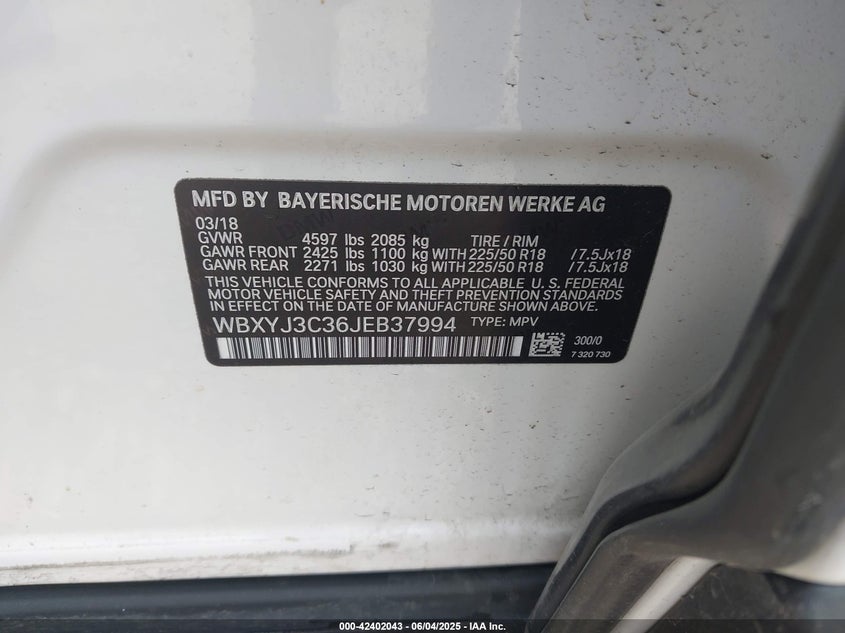 MFD BY BAYERISCHE MOTOREN WERKE AG
03/18
GVWR 4597 lbs 2085 kg TIRE / RIM
GAWR FRONT 2425 lbs 1100 kg WITH 225/50 R18 /7.5Jx18
GAWR REAR 2271 lbs 1030 kg WITH 225/50 R18 /7.5Jx18
THIS VEHICLE CONFORMS TO ALL APPLICABLE U. S. FEDERAL
MOTOR VEHICLE SAFETY AND THEFT PREVENTION STANDARDS
IN EFFECT ON THE DATE OF MANUFACTURE SHOWN ABOVE.
WBXYJ3C36JEB37994 TYPE: MPV
300/0
7 320 730
000-42402043 - 06/04/2025 - IAA Inc.